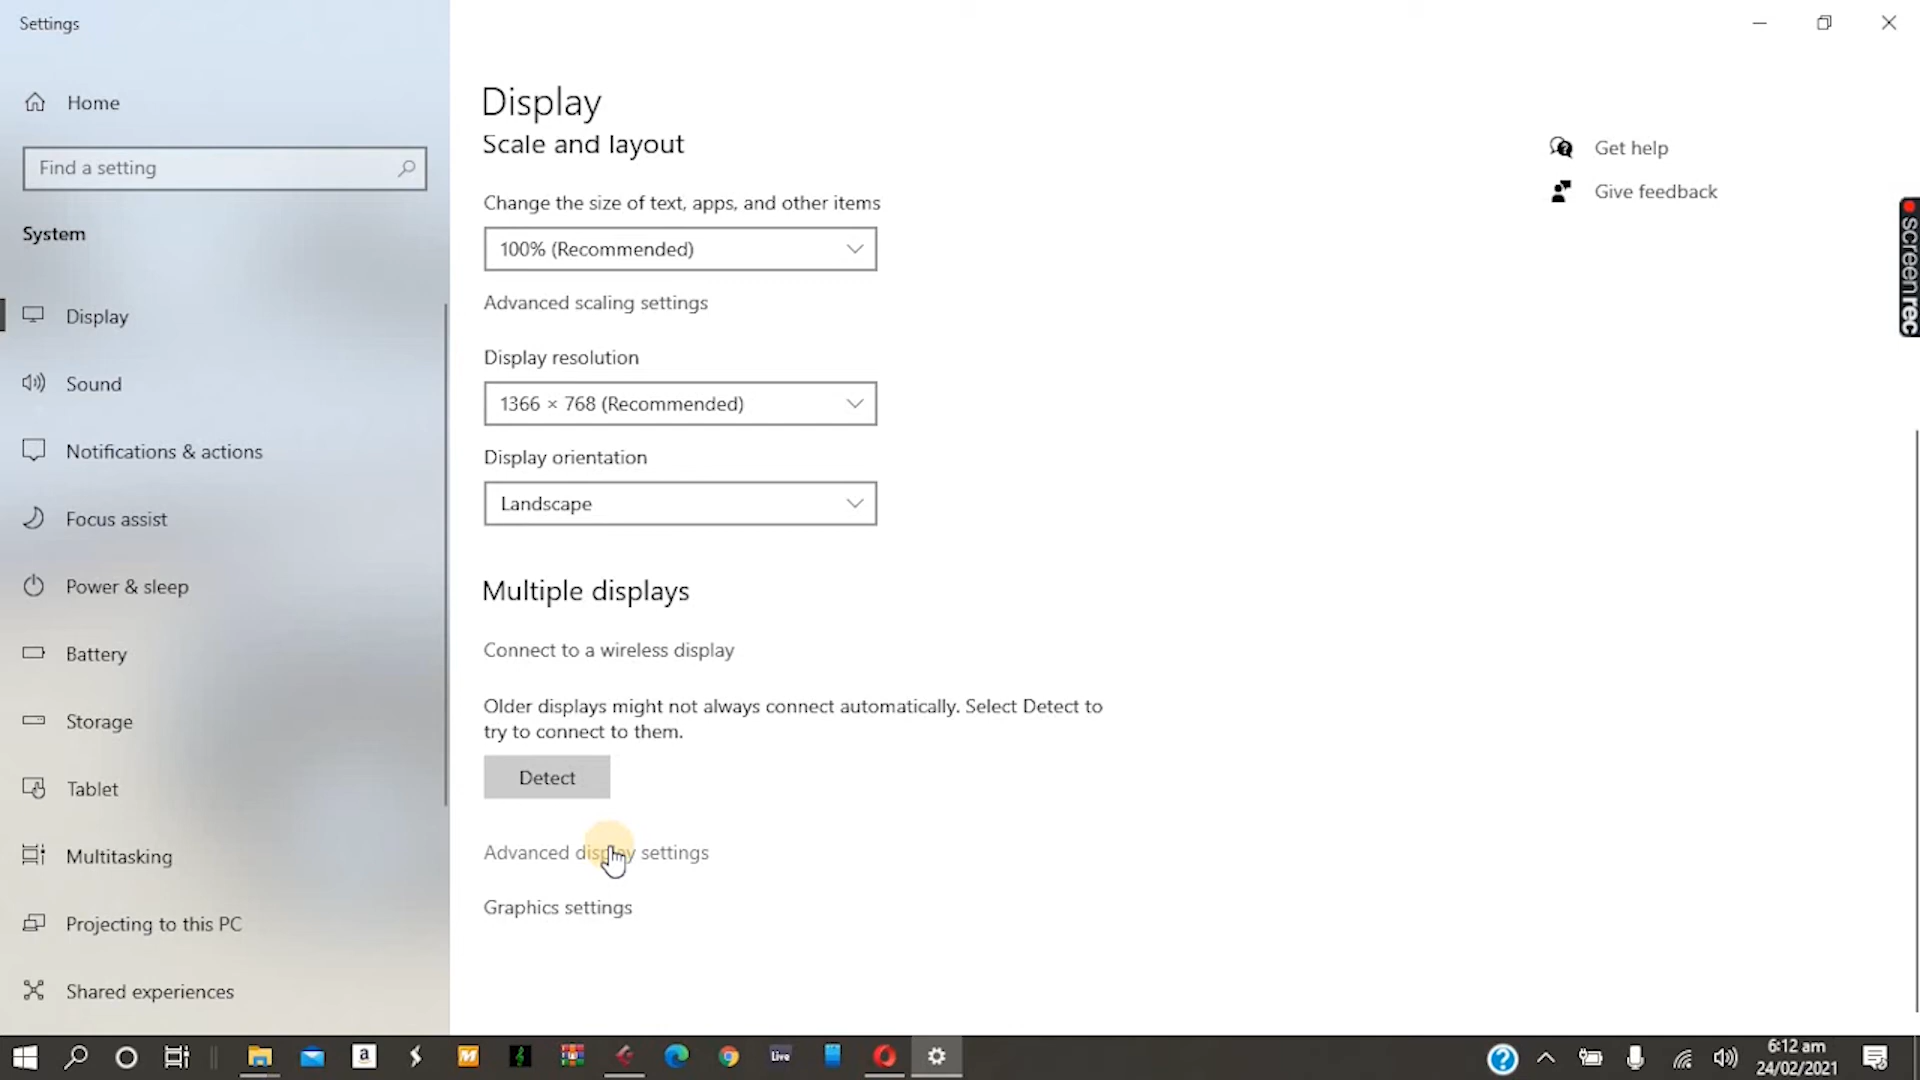 Settings
Home
Find a setting
System
Display
Sound
Notifications & actions
Focus assist
Power & sleep
Battery
Storage
Tablet
Multitasking
Projecting to this PC
Shared experiences
Display
Scale and layout
Change the size of text, apps, and other items
100% (Recommended)
Advanced scaling settings
Display resolution
1366 × 768 (Recommended)
Display orientation
Landscape
Multiple displays
Connect to a wireless display
Older displays might not always connect automatically. Select Detect to
try to connect to them.
Detect
Advanced display settings
Graphics settings
Get help
Give feedback
screenrec
a
Live
6:12 am
24/02/2021